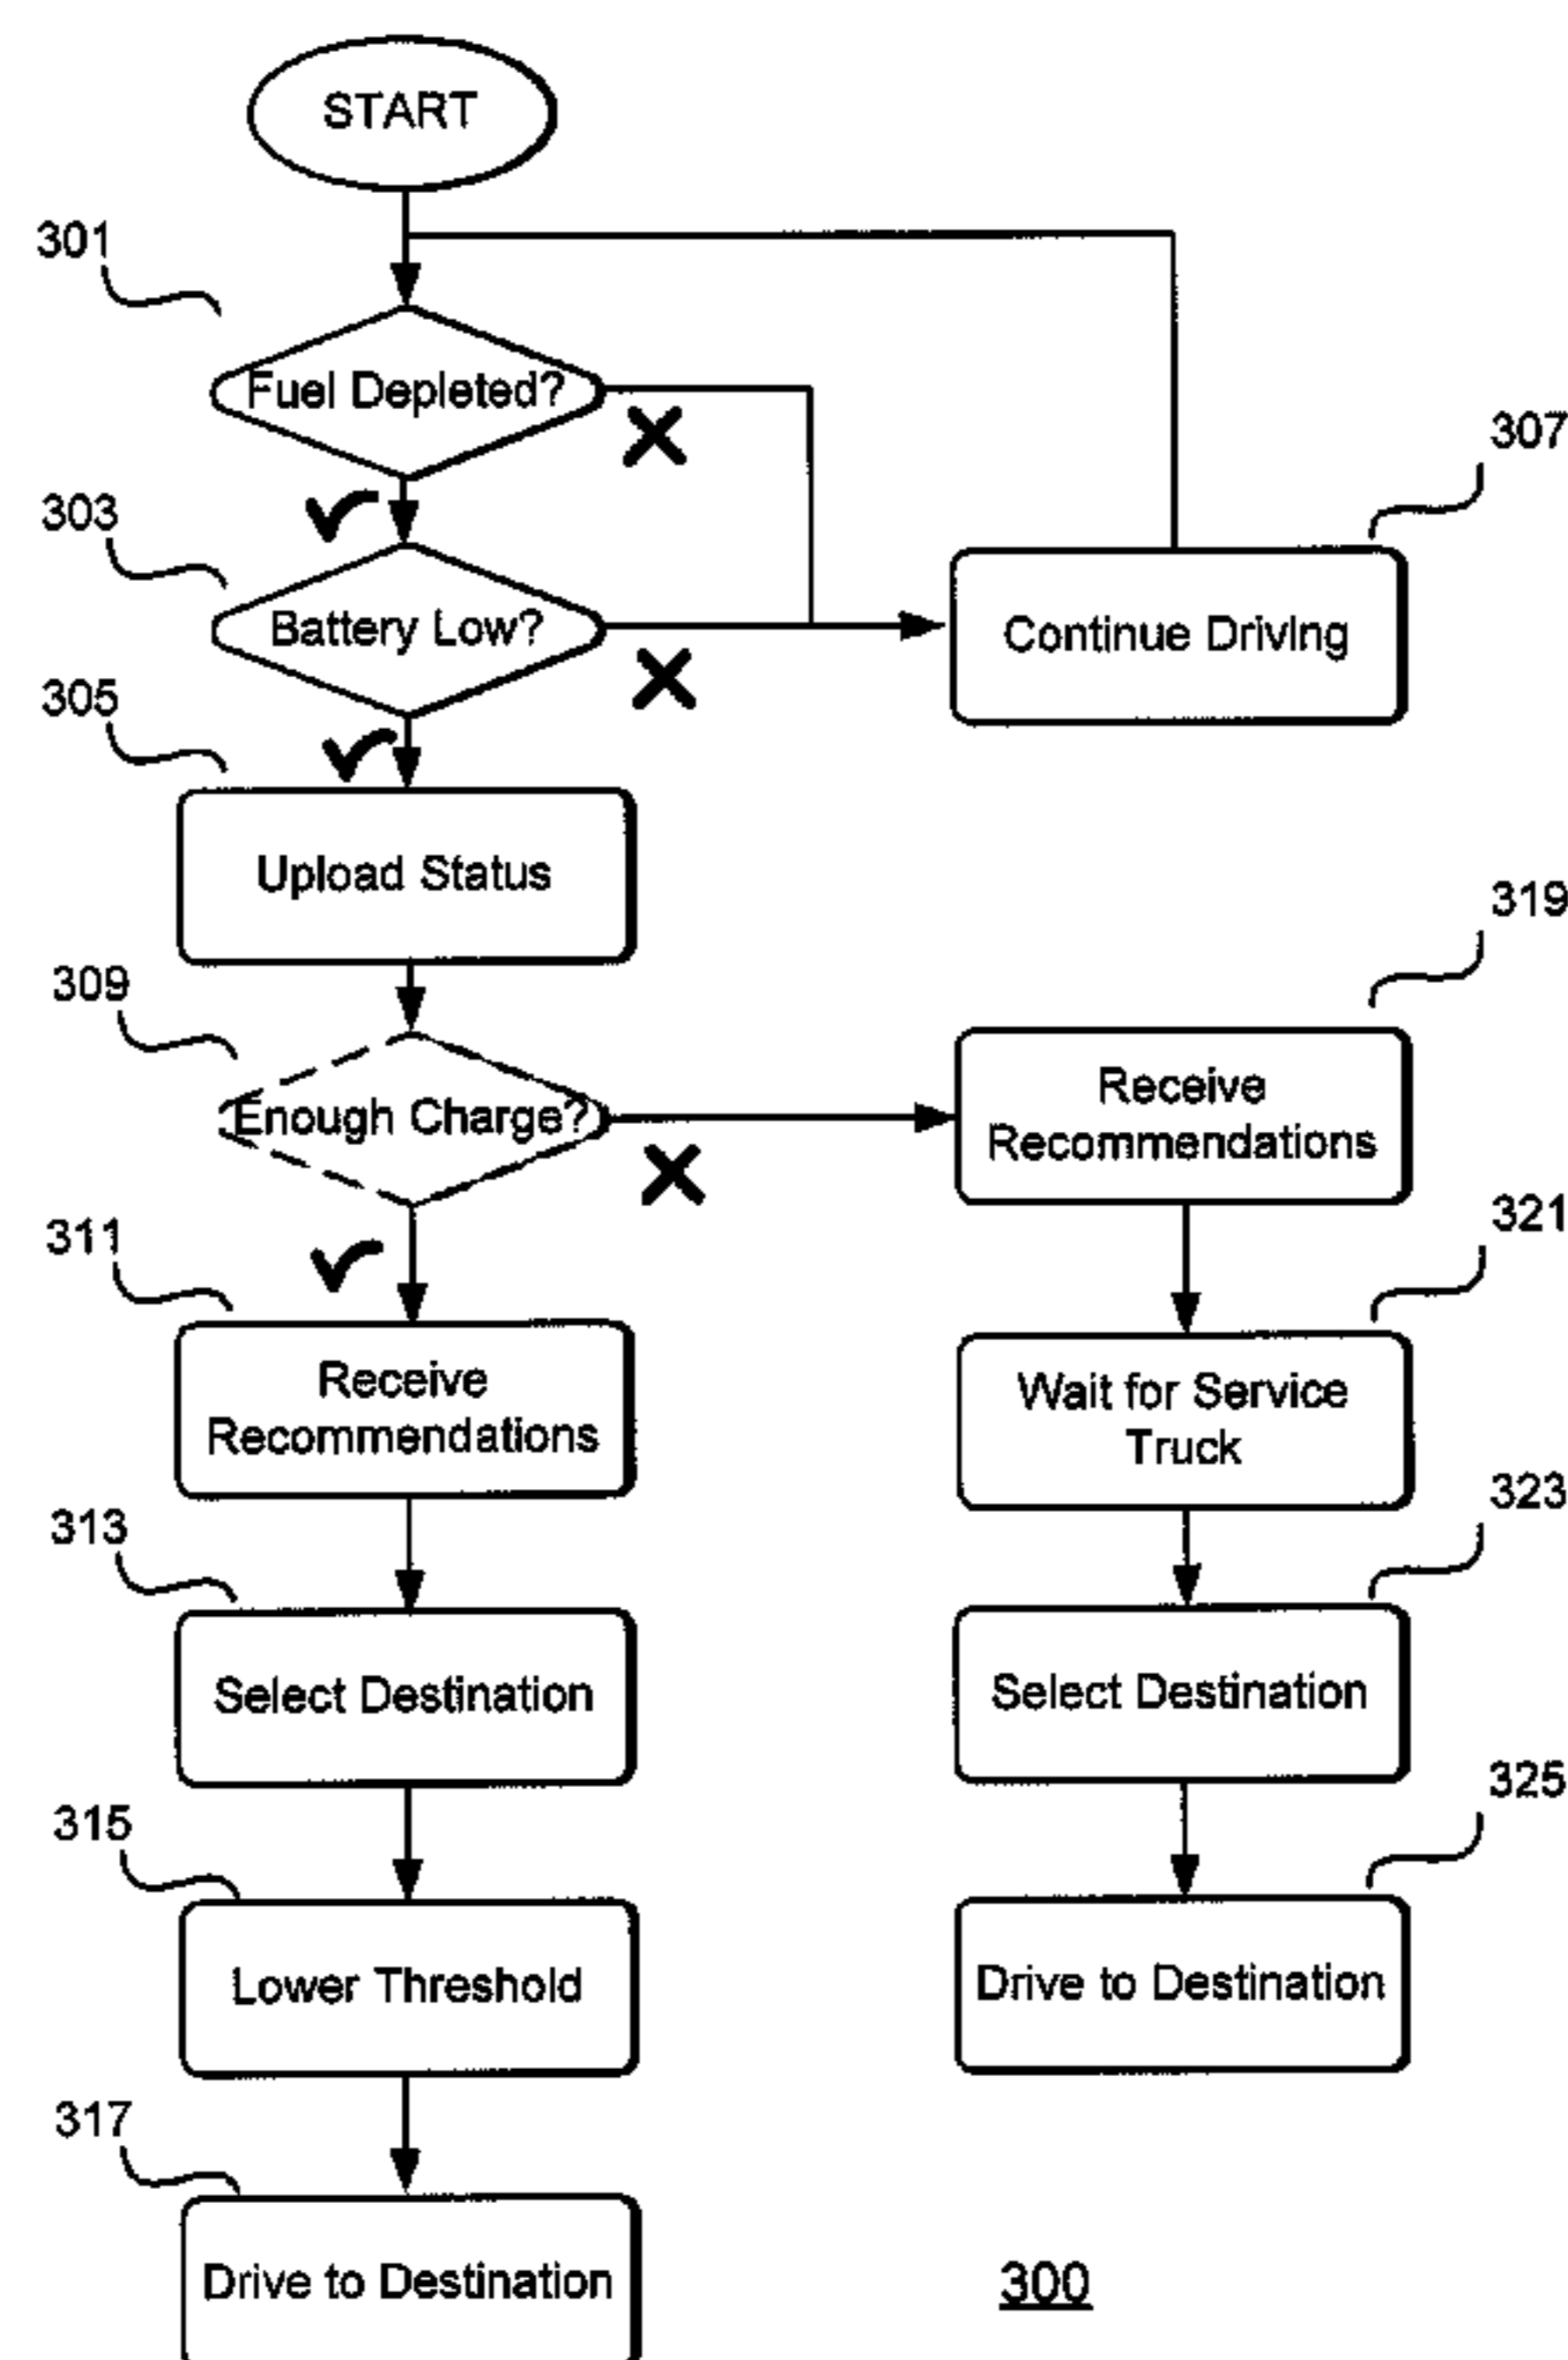 START
301
Fuel Depleted?
307
303
Battery Low?
Continue Driving
305
Upload Status
319
309
Enough Charge?
Receive
Recommendations
311
321
Receive
Recommendations
Wait for Service
Truck
313
323
Select Destination
Select Destination
315
325
Lower Threshold
Drive to Destination
317
Drive to Destination
300